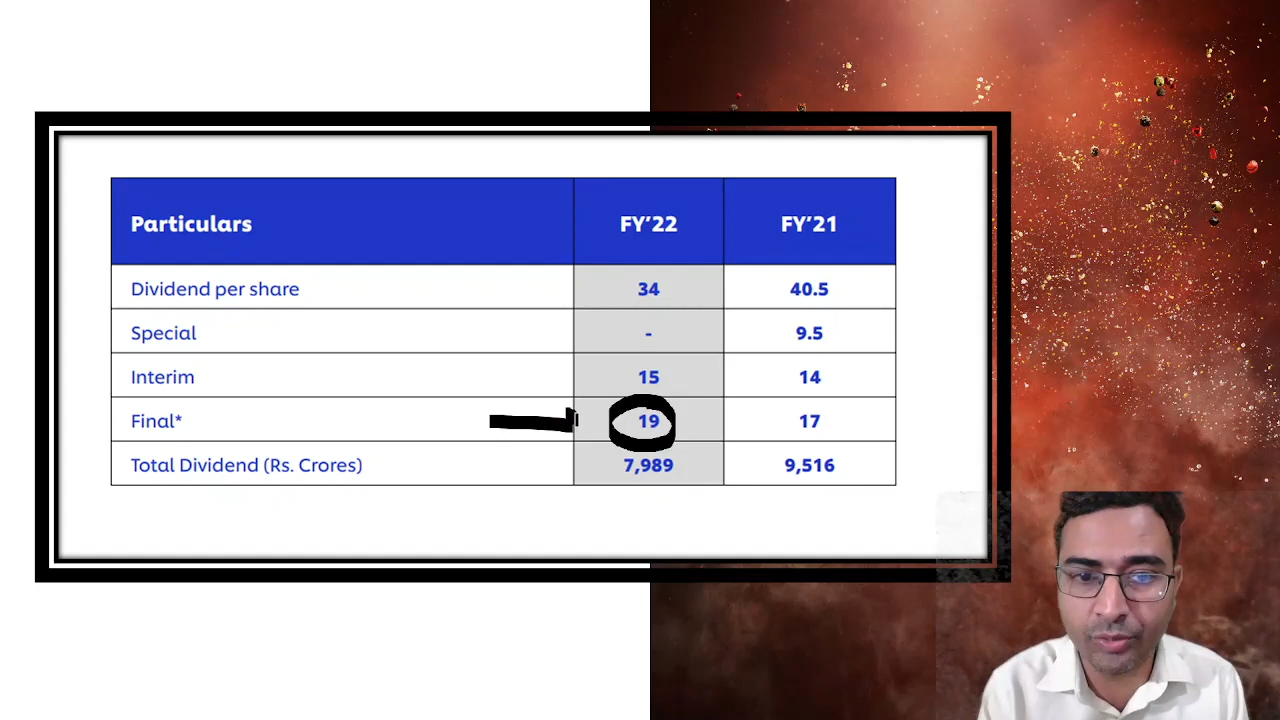 Particulars FY'22 FY'21
Dividend per share 34 40.5
Special - 9.5
Interim 15 14
Final* 19 17
Total Dividend (Rs. Crores) 7,989 9,516